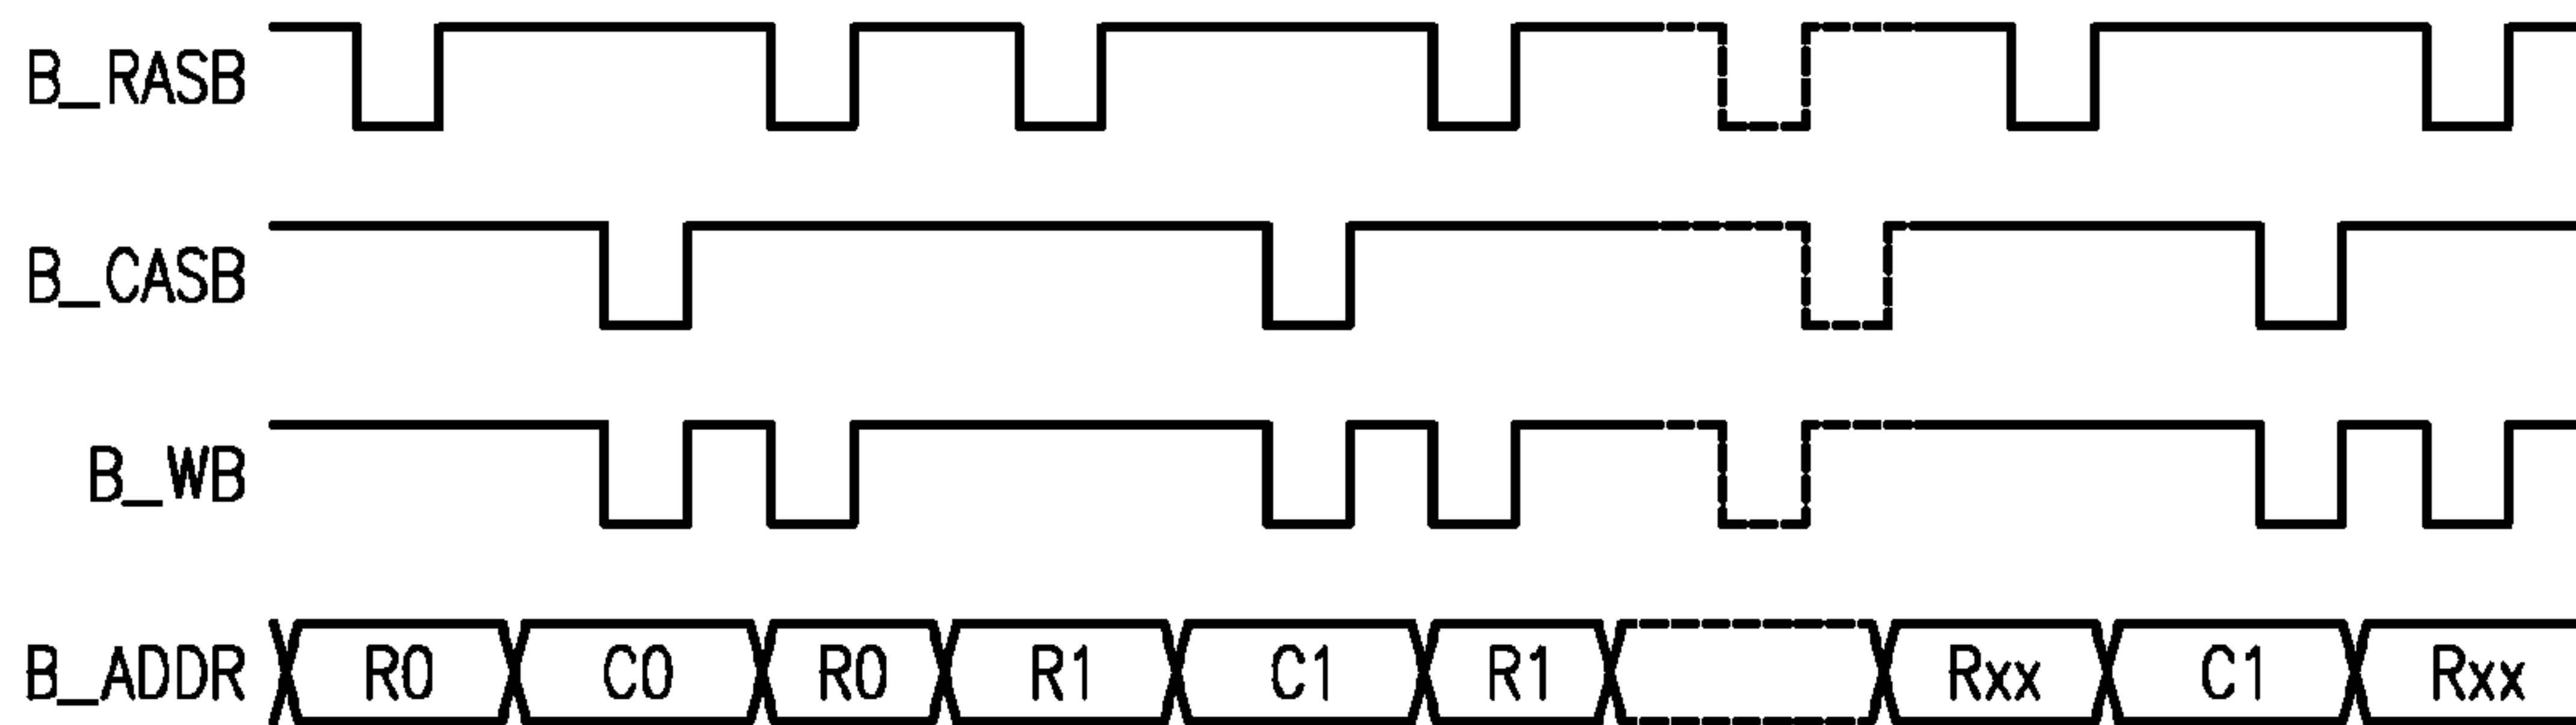 B_RASB
B_CASB
B_WB
B_ADDR R0 C0 R0 R1 C1 R1 Rxx C1 Rxx